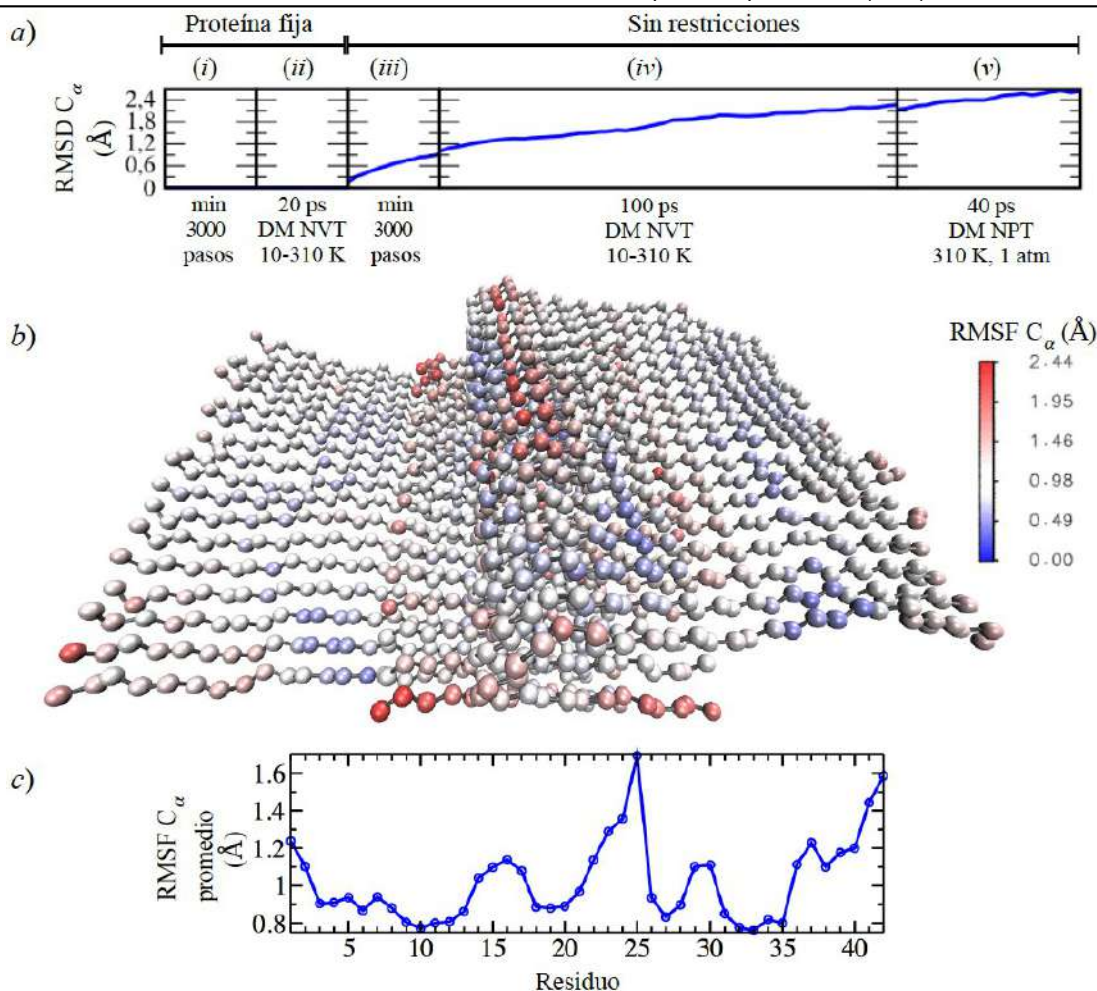 a)
Proteína fija
Sin restricciones
(i)
(ii)
(iii)
(iv)
(v)
RMSD Cα
(Å)
2,4
1,8
1,2
0,6
0
min
3000
pasos
20 ps
DM NVT
10-310 K
min
3000
pasos
100 ps
DM NVT
10-310 K
40 ps
DM NPT
310 K, 1 atm
b)
RMSF Cα (Å)
2.44
1.95
1.46
0.98
0.49
0.00
c)
RMSF Cα
promedio
(Å)
1.6
1.4
1.2
1
0.8
5
10
15
20
25
30
35
40
Residuo